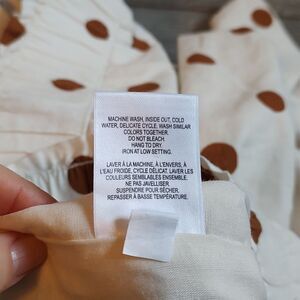 MACHINE WASH, INSIDE OUT, COLD
WATER, DELICATE CYCLE, WASH SIMILAR
COLORS TOGETHER.
DO NOT BLEACH.
HANG TO DRY.
IRON AT LOW SETTING.
LAVER À LA MACHINE, À L'ENVERS, À
L'EAU FROIDE, CYCLE DÉLICAT, LAVER LES
COULEURS SEMBLABLES ENSEMBLE.
NE PAS JAVELLISER.
SUSPENDRE POUR SÉCHER.
REPASSER À BASSE TEMPÉRATURE.